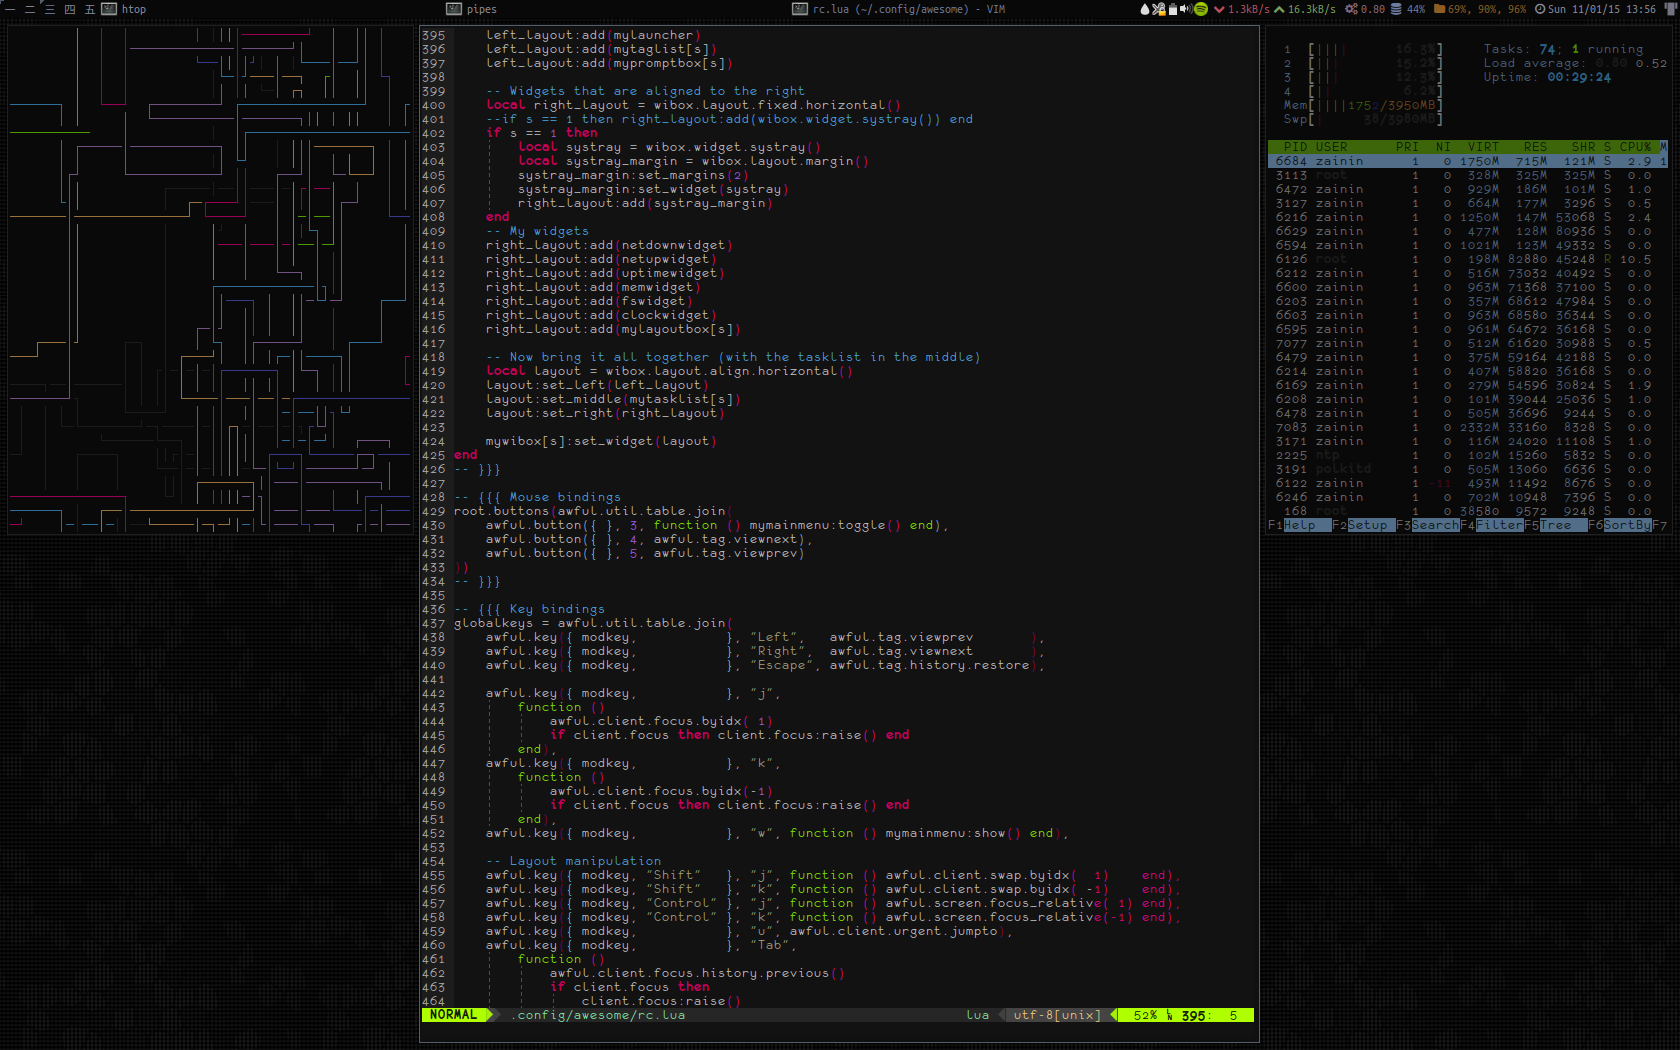 一 二 三 四 五 htop pipes rc.lua (~/.config/awesome) - VIM 1.3kB/s 16.3kB/s 0.80 44% 69%, 90%, 96% Sun 11/01/15 13:56
395     left_layout:add(mylauncher)
396     left_layout:add(mytaglist[s])
397     left_layout:add(mypromptbox[s])
398
399     -- Widgets that are aligned to the right
400     local right_layout = wibox.layout.fixed.horizontal()
401     --if s == 1 then right_layout:add(wibox.widget.systray()) end
402     if s == 1 then
403         local systray = wibox.widget.systray()
404         local systray_margin = wibox.layout.margin()
405         systray_margin:set_margins(2)
406         systray_margin:set_widget(systray)
407         right_layout:add(systray_margin)
408     end
409     -- My widgets
410     right_layout:add(netdownwidget)
411     right_layout:add(netupwidget)
412     right_layout:add(uptimewidget)
413     right_layout:add(memwidget)
414     right_layout:add(fswidget)
415     right_layout:add(clockwidget)
416     right_layout:add(mylayoutbox[s])
417
418     -- Now bring it all together (with the tasklist in the middle)
419     local layout = wibox.layout.align.horizontal()
420     layout:set_left(left_layout)
421     layout:set_middle(mytasklist[s])
422     layout:set_right(right_layout)
423
424     mywibox[s]:set_widget(layout)
425 end
426 -- }}}
427
428 -- {{{ Mouse bindings
429 root.buttons(awful.util.table.join(
430     awful.button({ }, 3, function () mymainmenu:toggle() end),
431     awful.button({ }, 4, awful.tag.viewnext),
432     awful.button({ }, 5, awful.tag.viewprev)
433 ))
434 -- }}}
435
436 -- {{{ Key bindings
437 globalkeys = awful.util.table.join(
438     awful.key({ modkey,           }, "Left",   awful.tag.viewprev       ),
439     awful.key({ modkey,           }, "Right",  awful.tag.viewnext       ),
440     awful.key({ modkey,           }, "Escape", awful.tag.history.restore),
441
442     awful.key({ modkey,           }, "j",
443         function ()
444             awful.client.focus.byidx( 1)
445             if client.focus then client.focus:raise() end
446         end),
447     awful.key({ modkey,           }, "k",
448         function ()
449             awful.client.focus.byidx(-1)
450             if client.focus then client.focus:raise() end
451         end),
452     awful.key({ modkey,           }, "w", function () mymainmenu:show() end),
453
454     -- Layout manipulation
455     awful.key({ modkey, "Shift"   }, "j", function () awful.client.swap.byidx(  1)    end),
456     awful.key({ modkey, "Shift"   }, "k", function () awful.client.swap.byidx( -1)    end),
457     awful.key({ modkey, "Control" }, "j", function () awful.screen.focus_relative( 1) end),
458     awful.key({ modkey, "Control" }, "k", function () awful.screen.focus_relative(-1) end),
459     awful.key({ modkey,           }, "u", awful.client.urgent.jumpto),
460     awful.key({ modkey,           }, "Tab",
461         function ()
462             awful.client.focus.history.previous()
463             if client.focus then
464                 client.focus:raise()
NORMAL .config/awesome/rc.lua lua utf-8[unix] 52% 395: 5
1 [||| 16.3%] Tasks: 74; 1 running
2 [||| 15.2%] Load average: 0.80 0.52
3 [||| 12.3%] Uptime: 00:29:24
4 [| 6.2%]
Mem[||||1752/3950MB]
Swp[ 38/3980MB]
PID USER PRI NI VIRT RES SHR S CPU% M
6684 zainin 1 0 1750M 715M 121M S 2.9 1
3113 root 1 0 328M 325M 325M S 0.0
6472 zainin 1 0 929M 186M 101M S 1.0
3127 zainin 1 0 664M 177M 3296 S 0.5
6216 zainin 1 0 1250M 147M 53068 S 2.4
6629 zainin 1 0 477M 128M 80936 S 0.0
6594 zainin 1 0 1021M 123M 49332 S 0.0
6126 root 1 0 198M 82880 45248 R 10.5
6212 zainin 1 0 516M 73032 40492 S 0.0
6600 zainin 1 0 963M 71368 37100 S 0.0
6203 zainin 1 0 357M 68612 47984 S 0.0
6603 zainin 1 0 963M 68580 36344 S 0.0
6595 zainin 1 0 961M 64672 36168 S 0.0
7077 zainin 1 0 512M 61620 30988 S 0.5
6479 zainin 1 0 375M 59164 42188 S 0.0
6214 zainin 1 0 407M 58820 36168 S 0.0
6169 zainin 1 0 279M 54596 30824 S 1.9
6208 zainin 1 0 101M 39044 25036 S 1.0
6478 zainin 1 0 505M 36696 9244 S 0.0
7083 zainin 1 0 2332M 33160 8328 S 0.0
3171 zainin 1 0 116M 24020 11108 S 1.0
2225 ntp 1 0 102M 15260 5832 S 0.0
3191 polkitd 1 0 505M 13060 6636 S 0.0
6122 zainin 1 -11 493M 11492 8676 S 0.0
6246 zainin 1 0 702M 10948 7396 S 0.0
168 root 1 0 38580 9572 9248 S 0.0
F1Help F2Setup F3SearchF4FilterF5Tree F6SortByF7